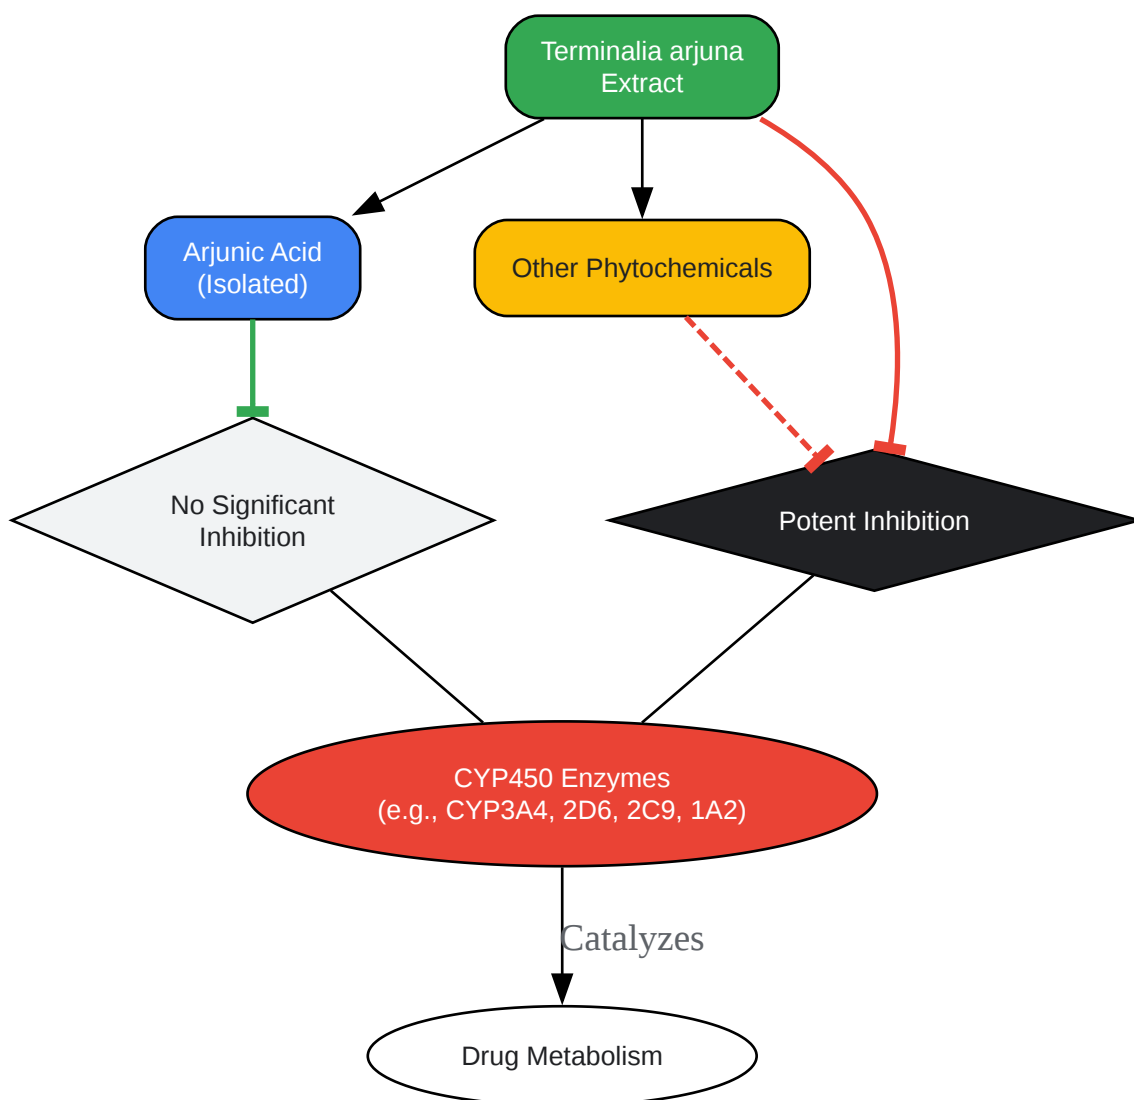 Terminalia arjuna
Extract
Arjunic Acid
(Isolated)
Other Phytochemicals
No Significant
Inhibition
Potent Inhibition
CYP450 Enzymes
(e.g., CYP3A4, 2D6, 2C9, 1A2)
Catalyzes
Drug Metabolism